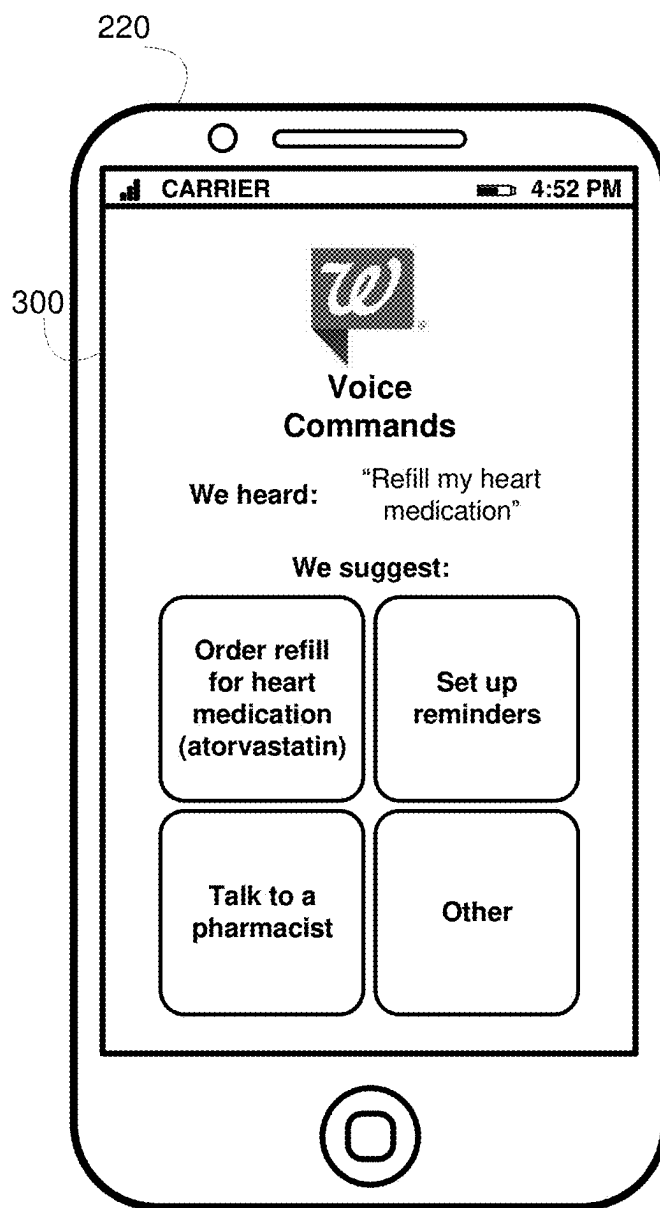 220
CARRIER 4:52 PM
300
W
®
Voice
Commands
We heard: “Refill my heart
medication”
We suggest:
Order refill
for heart
medication
(atorvastatin)
Set up
reminders
Talk to a
pharmacist
Other